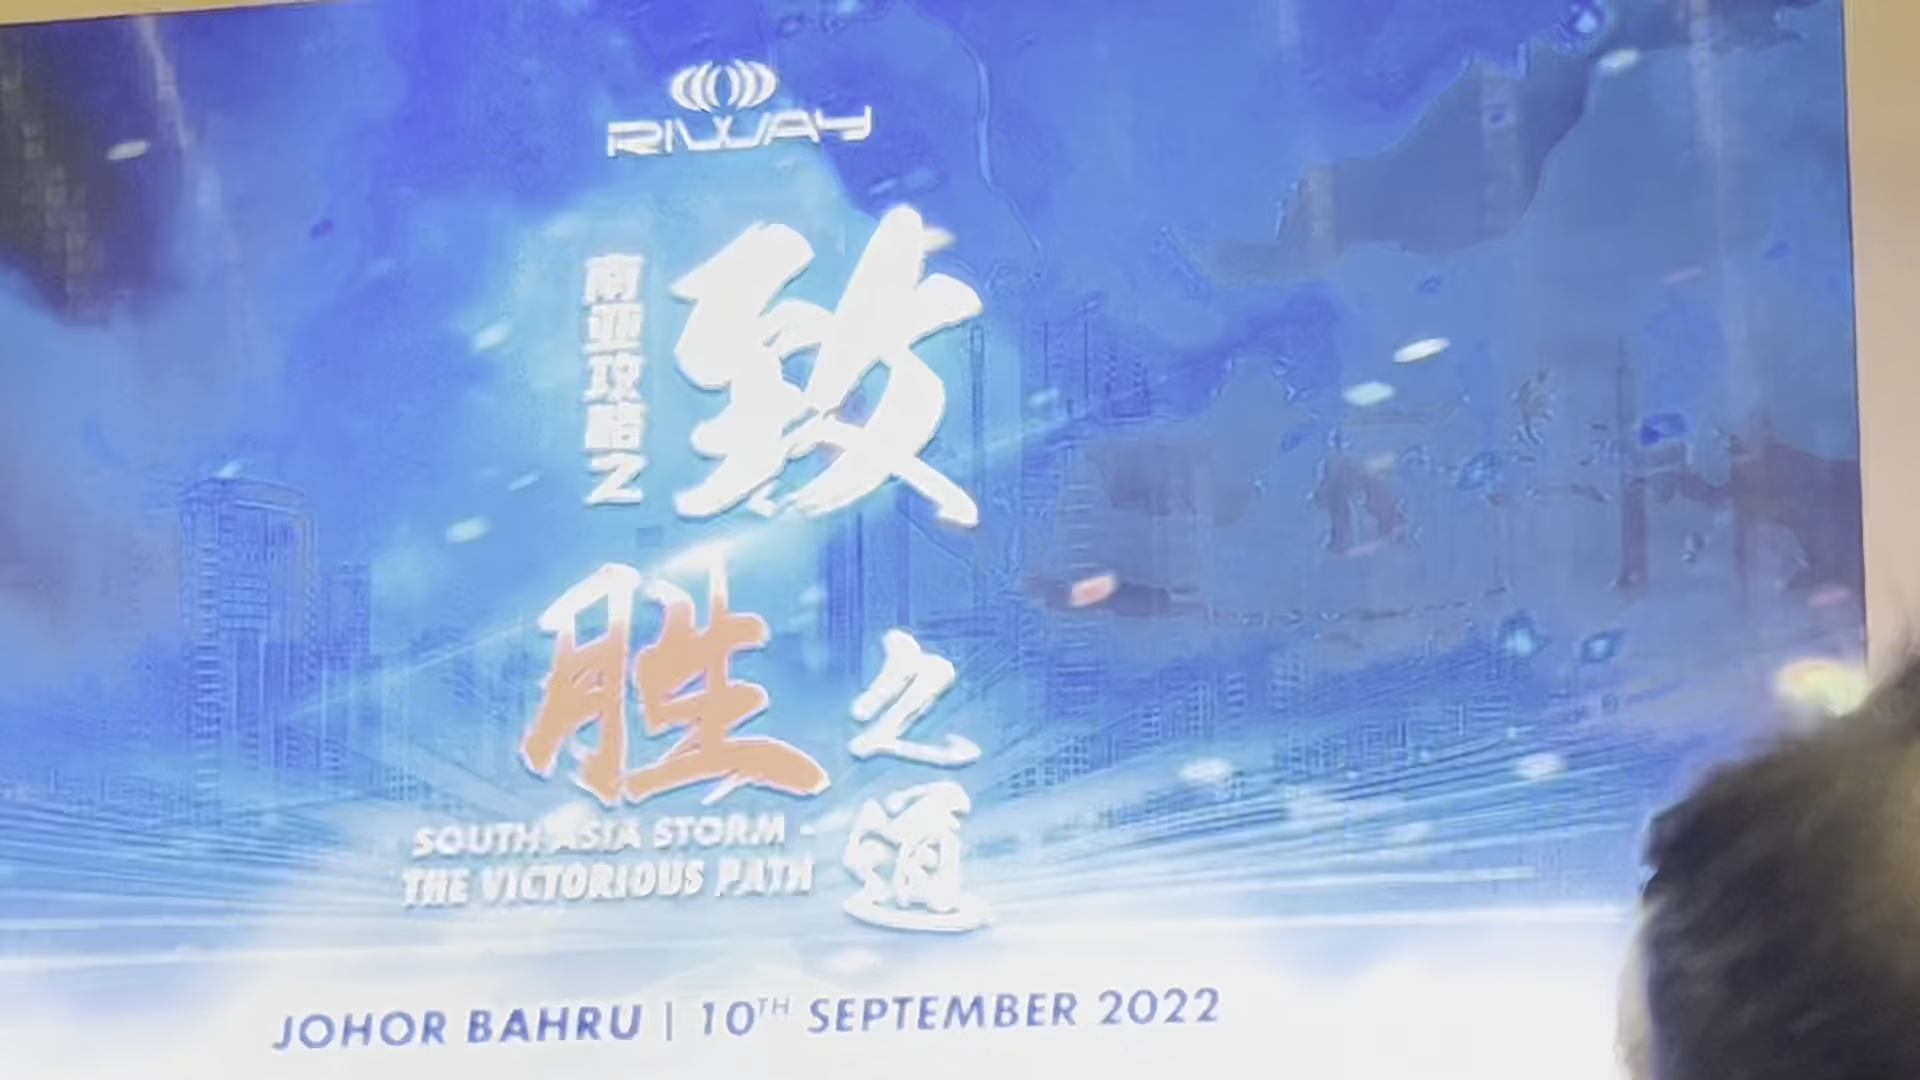 RIWAY
南亚攻略之
致胜之道
SOUTH ASIA STORM -
THE VICTORIOUS PATH
JOHOR BAHRU | 10TH SEPTEMBER 2022